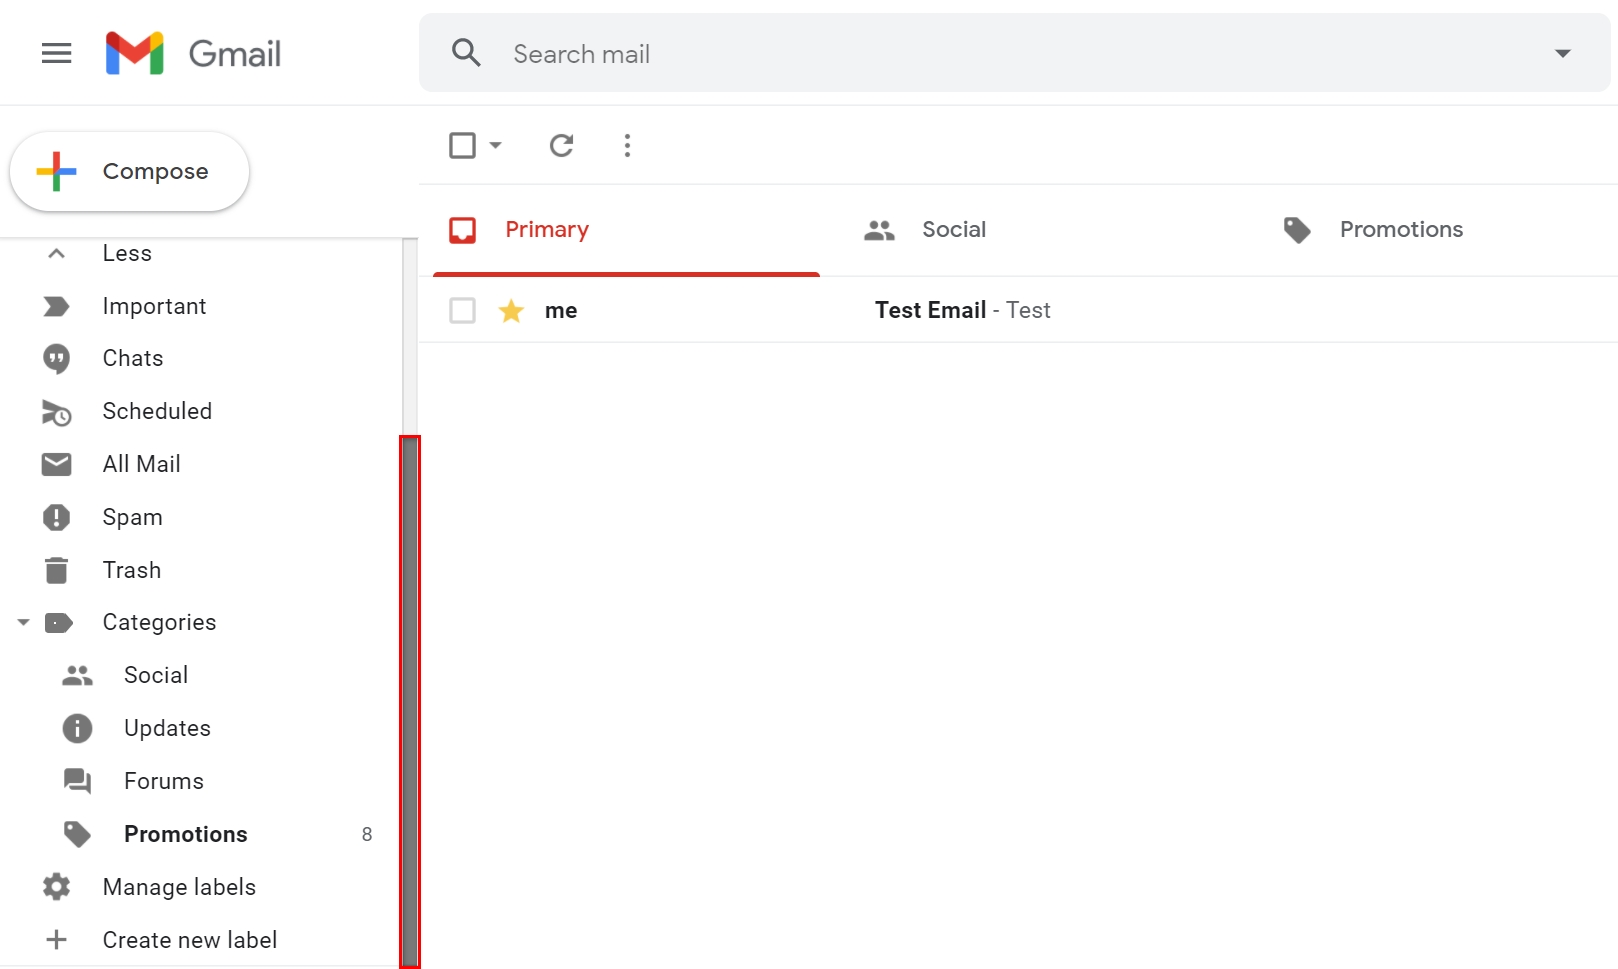 Gmail
Search mail
Compose
Primary
Social
Promotions
me
Test Email - Test
Less
Important
Chats
Scheduled
All Mail
Spam
Trash
Categories
Social
Updates
Forums
Promotions 8
Manage labels
Create new label